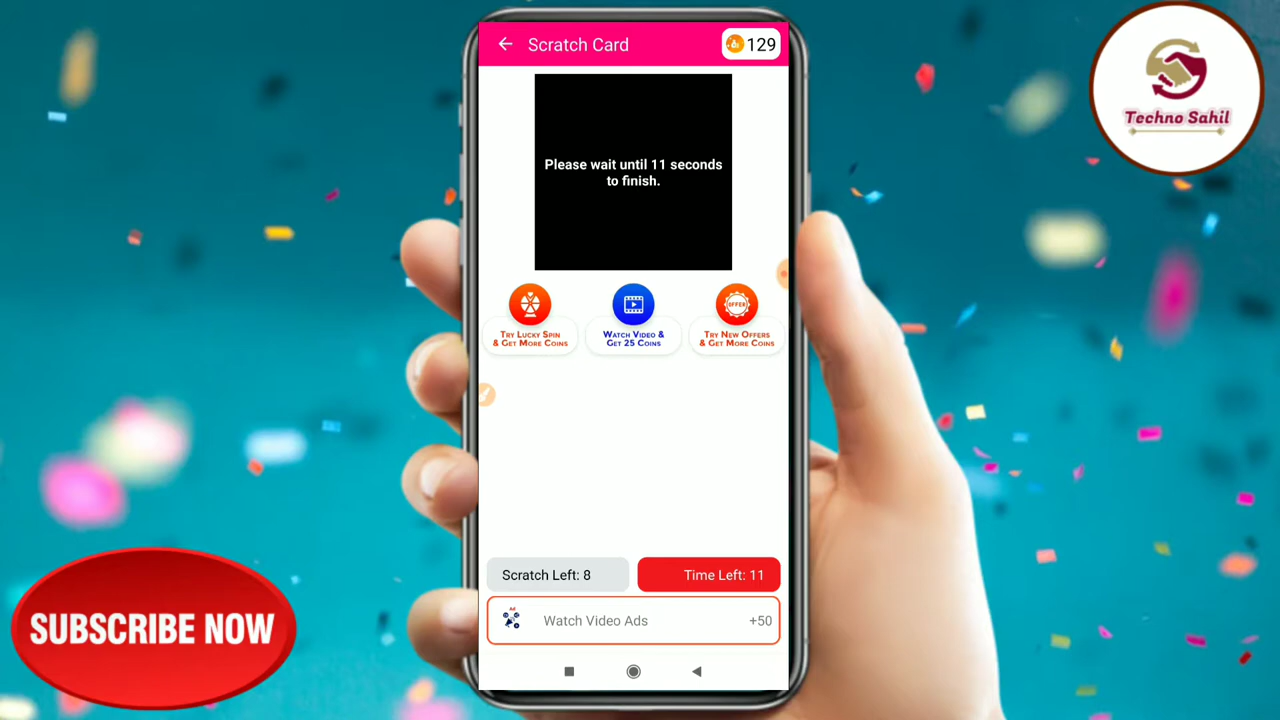 Scratch Card
129
Techno Sahil
Please wait until 11 seconds
to finish.
OFFER
Try Lucky Spin
& Get More Coins
Watch Video &
Get 25 Coins
Try New Offers
& Get More Coins
Scratch Left: 8
Time Left: 11
Watch Video Ads
+50
SUBSCRIBE NOW